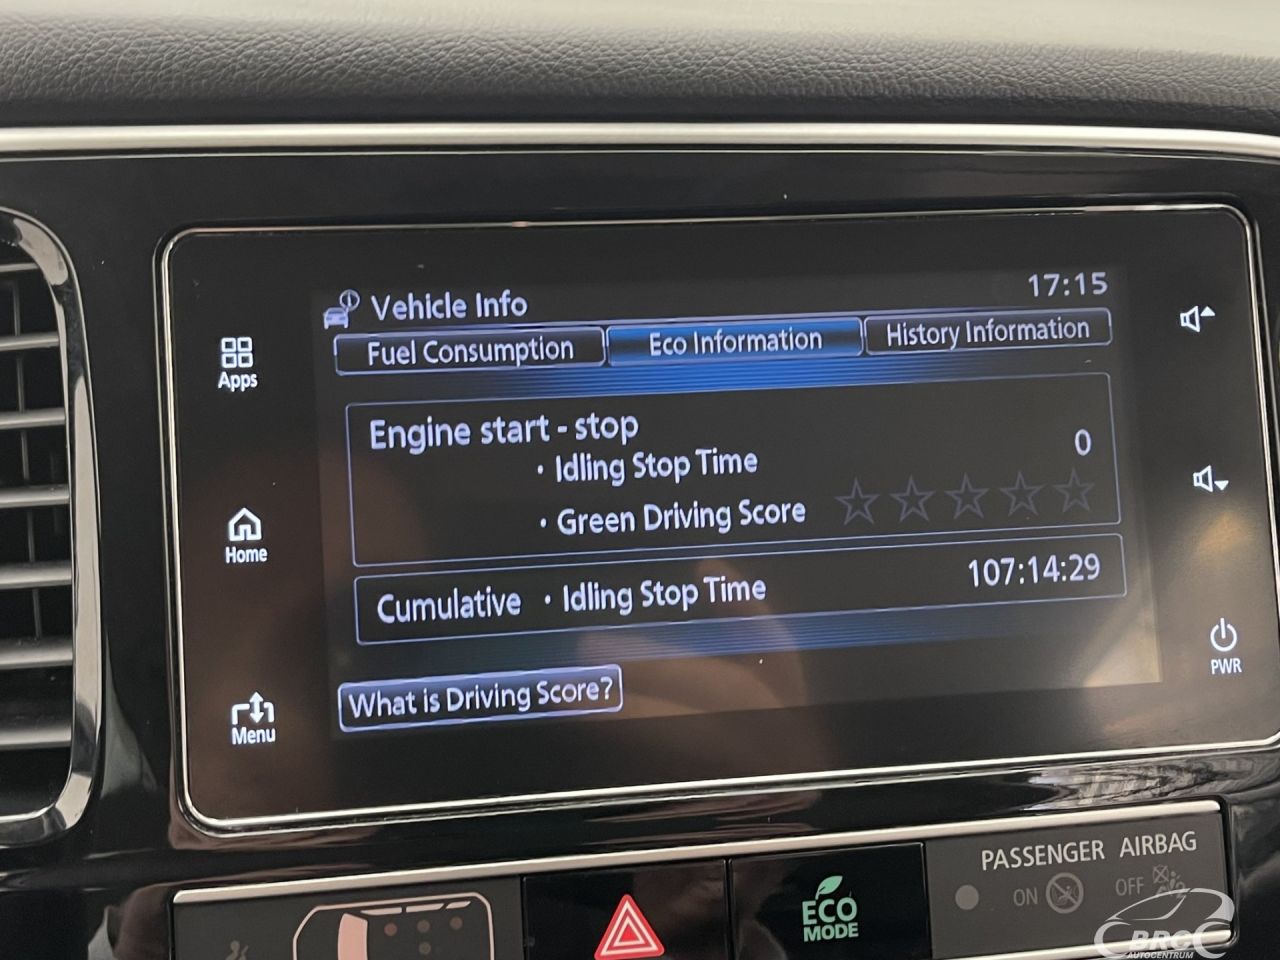 17:15
Vehicle Info
Fuel Consumption
Eco Information
History Information
Apps
Engine start - stop
• Idling Stop Time 0
• Green Driving Score
Home
Cumulative • Idling Stop Time 107:14:29
PWR
What is Driving Score?
Menu
PASSENGER AIRBAG
ON OFF
ECO
MODE
BRC
AUTOCENTRUM